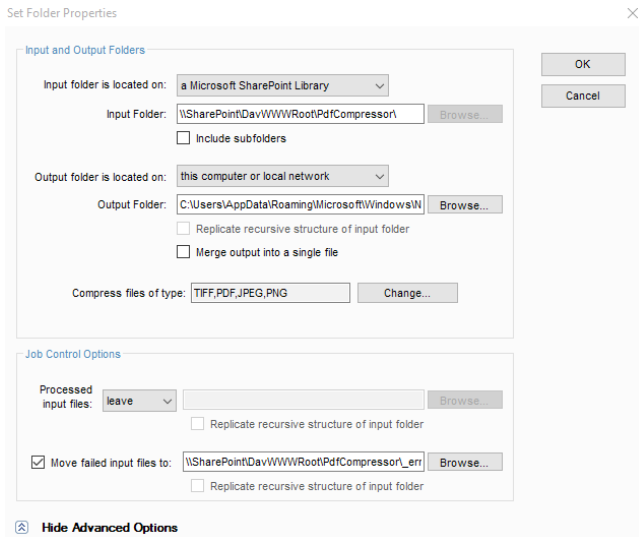 Set Folder Properties
Input and Output Folders
OK
Input folder is located on: a Microsoft SharePoint Library
Cancel
Input Folder: \\SharePoint\DavWWWRoot\PdfCompressor\ Browse...
Include subfolders
Output folder is located on: this computer or local network
Output Folder: C:\Users\AppData\Roaming\Microsoft\Windows\N Browse...
Replicate recursive structure of input folder
Merge output into a single file
Compress files of type: TIFF,PDF,JPEG,PNG Change...
Job Control Options
Processed
input files: leave Browse...
Replicate recursive structure of input folder
Move failed input files to: \\SharePoint\DavWWWRoot\PdfCompressor\_err Browse...
Replicate recursive structure of input folder
Hide Advanced Options